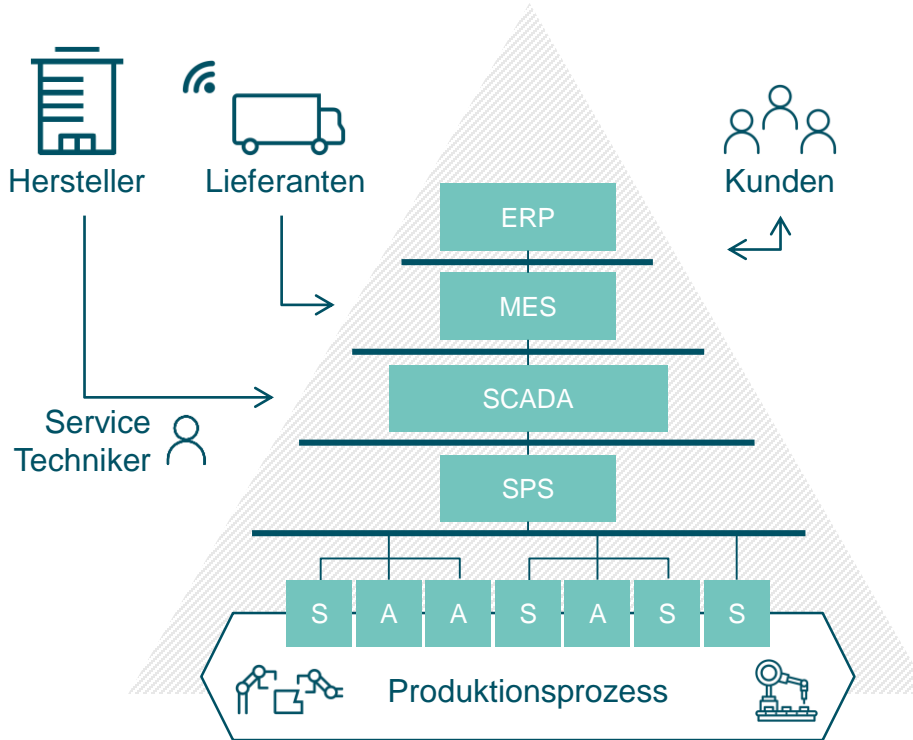 Hersteller
Lieferanten
Kunden
ERP
MES
SCADA
Service
Techniker
SPS
S A A S A S S
Produktionsprozess